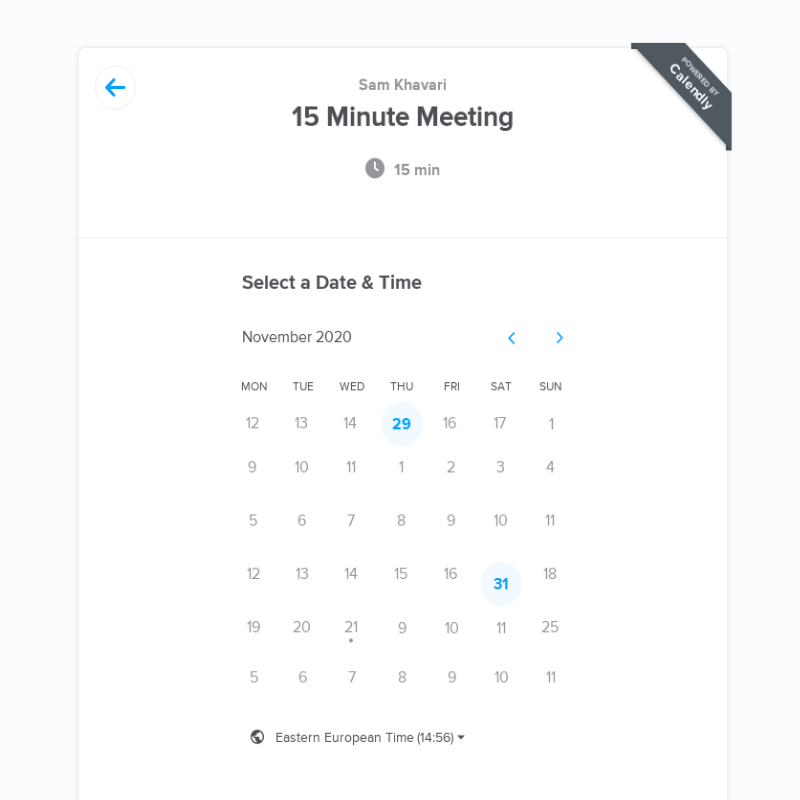 POWERED BY
Calendly
Sam Khavari
15 Minute Meeting
15 min
Select a Date & Time
November 2020
MON TUE WED THU FRI SAT SUN
12 13 14 29 16 17 1
9 10 11 1 2 3 4
5 6 7 8 9 10 11
12 13 14 15 16 31 18
19 20 21 9 10 11 25
5 6 7 8 9 10 11
Eastern European Time (14:56)